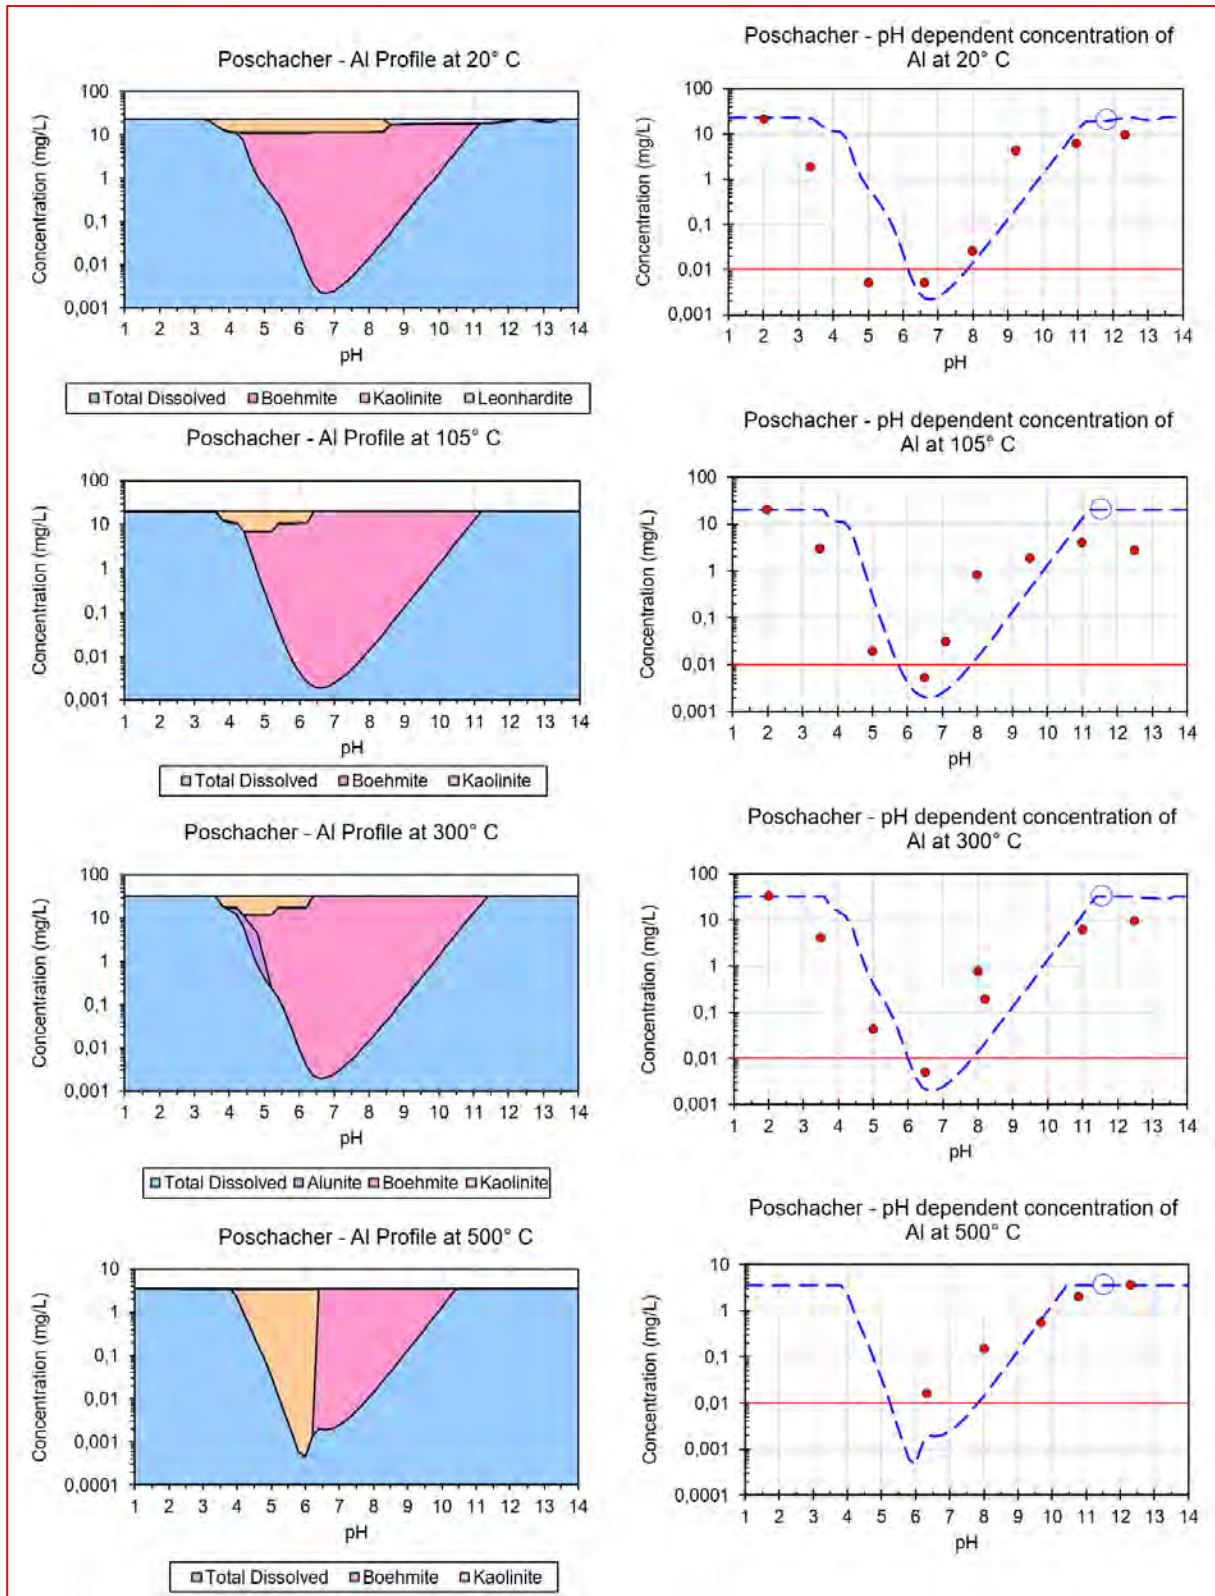 Poschacher - Al Profile at 20° C
Concentration (mg/L)
100
10
1
0,1
0,01
0,001
1 2 3 4 5 6 7 8 9 10 11 12 13 14
pH
Total Dissolved Boehmite Kaolinite Leonhardite
Poschacher - pH dependent concentration of
Al at 20° C
Concentration (mg/L)
100
10
1
0,1
0,01
0,001
1 2 3 4 5 6 7 8 9 10 11 12 13 14
pH
Poschacher - Al Profile at 105° C
Concentration (mg/L)
100
10
1
0,1
0,01
0,001
1 2 3 4 5 6 7 8 9 10 11 12 13 14
pH
Total Dissolved Boehmite Kaolinite
Poschacher - pH dependent concentration of
Al at 105° C
Concentration (mg/L)
100
10
1
0,1
0,01
0,001
1 2 3 4 5 6 7 8 9 10 11 12 13 14
pH
Poschacher - Al Profile at 300° C
Concentration (mg/L)
100
10
1
0,1
0,01
0,001
1 2 3 4 5 6 7 8 9 10 11 12 13 14
pH
Total Dissolved Alunite Boehmite Kaolinite
Poschacher - pH dependent concentration of
Al at 300° C
Concentration (mg/L)
100
10
1
0,1
0,01
0,001
1 2 3 4 5 6 7 8 9 10 11 12 13 14
pH
Poschacher - Al Profile at 500° C
Concentration (mg/L)
10
1
0,1
0,01
0,001
0,0001
1 2 3 4 5 6 7 8 9 10 11 12 13 14
pH
Total Dissolved Boehmite Kaolinite
Poschacher - pH dependent concentration of
Al at 500° C
Concentration (mg/L)
10
1
0,1
0,01
0,001
0,0001
1 2 3 4 5 6 7 8 9 10 11 12 13 14
pH